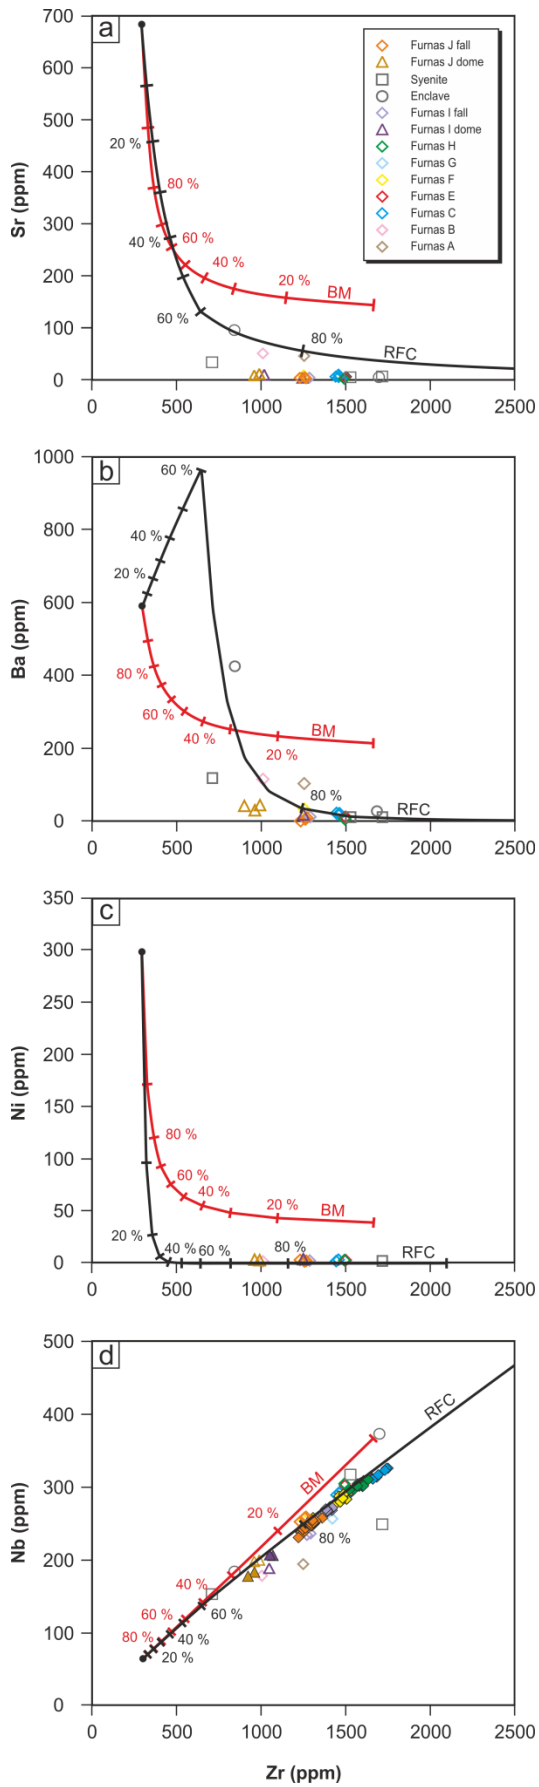 a
700
600
500
400
300
200
100
0
Sr (ppm)
Furnas J fall
Furnas J dome
Syenite
Enclave
Furnas I fall
Furnas I dome
Furnas H
Furnas G
Furnas F
Furnas E
Furnas C
Furnas B
Furnas A
20 %
80 %
40 %
60 %
40 %
20 %
BM
60 %
80 %
RFC
0 500 1000 1500 2000 2500
b
1000
800
600
400
200
0
Ba (ppm)
60 %
40 %
20 %
80 %
60 %
40 %
BM
20 %
80 %
RFC
0 500 1000 1500 2000 2500
c
350
300
250
200
150
100
50
0
Ni (ppm)
80 %
60 %
40 %
20 %
BM
20 %
40 %
60 %
80 %
RFC
0 500 1000 1500 2000 2500
d
500
400
300
200
100
0
Nb (ppm)
RFC
BM
20 %
80 %
40 %
60 %
60 %
80 %
40 %
20 %
0 500 1000 1500 2000 2500
Zr (ppm)